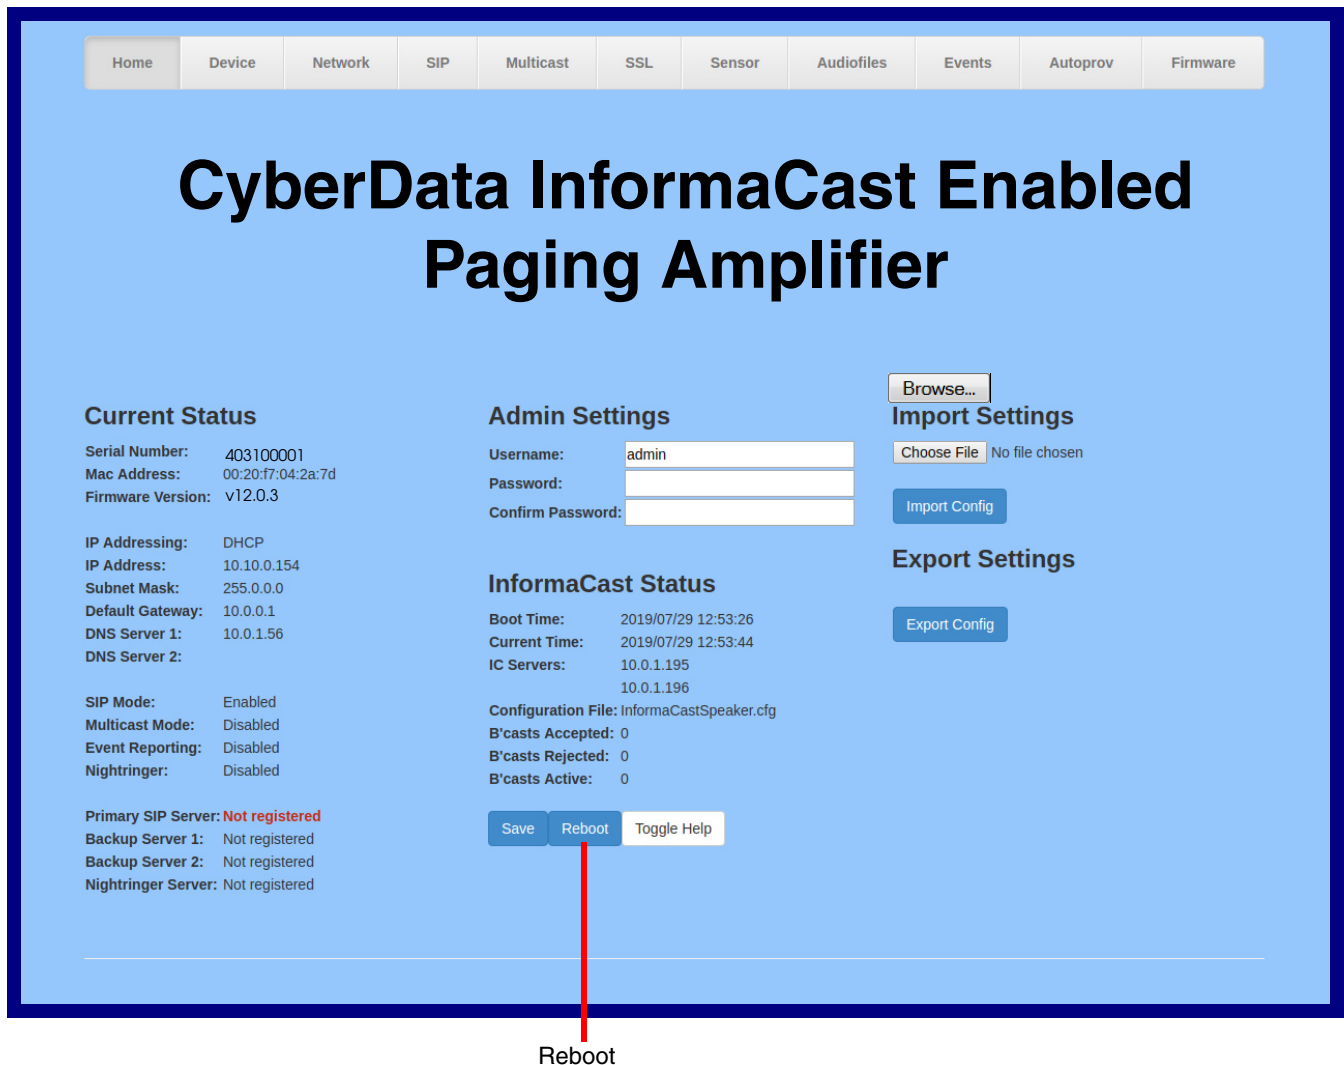 Home Device Network SIP Multicast SSL Sensor Audiofiles Events Autoprov Firmware
CyberData InformaCast Enabled
Paging Amplifier
Current Status
Serial Number: 403100001
Mac Address: 00:20:f7:04:2a:7d
Firmware Version: v12.0.3
IP Addressing: DHCP
IP Address: 10.10.0.154
Subnet Mask: 255.0.0.0
Default Gateway: 10.0.0.1
DNS Server 1: 10.0.1.56
DNS Server 2:
SIP Mode: Enabled
Multicast Mode: Disabled
Event Reporting: Disabled
Nightringer: Disabled
Primary SIP Server: Not registered
Backup Server 1: Not registered
Backup Server 2: Not registered
Nightringer Server: Not registered
Admin Settings
Username: admin
Password:
Confirm Password:
InformaCast Status
Boot Time: 2019/07/29 12:53:26
Current Time: 2019/07/29 12:53:44
IC Servers: 10.0.1.195
10.0.1.196
Configuration File: InformaCastSpeaker.cfg
B'casts Accepted: 0
B'casts Rejected: 0
B'casts Active: 0
Save Reboot Toggle Help
Browse...
Import Settings
Choose File No file chosen
Import Config
Export Settings
Export Config
Reboot